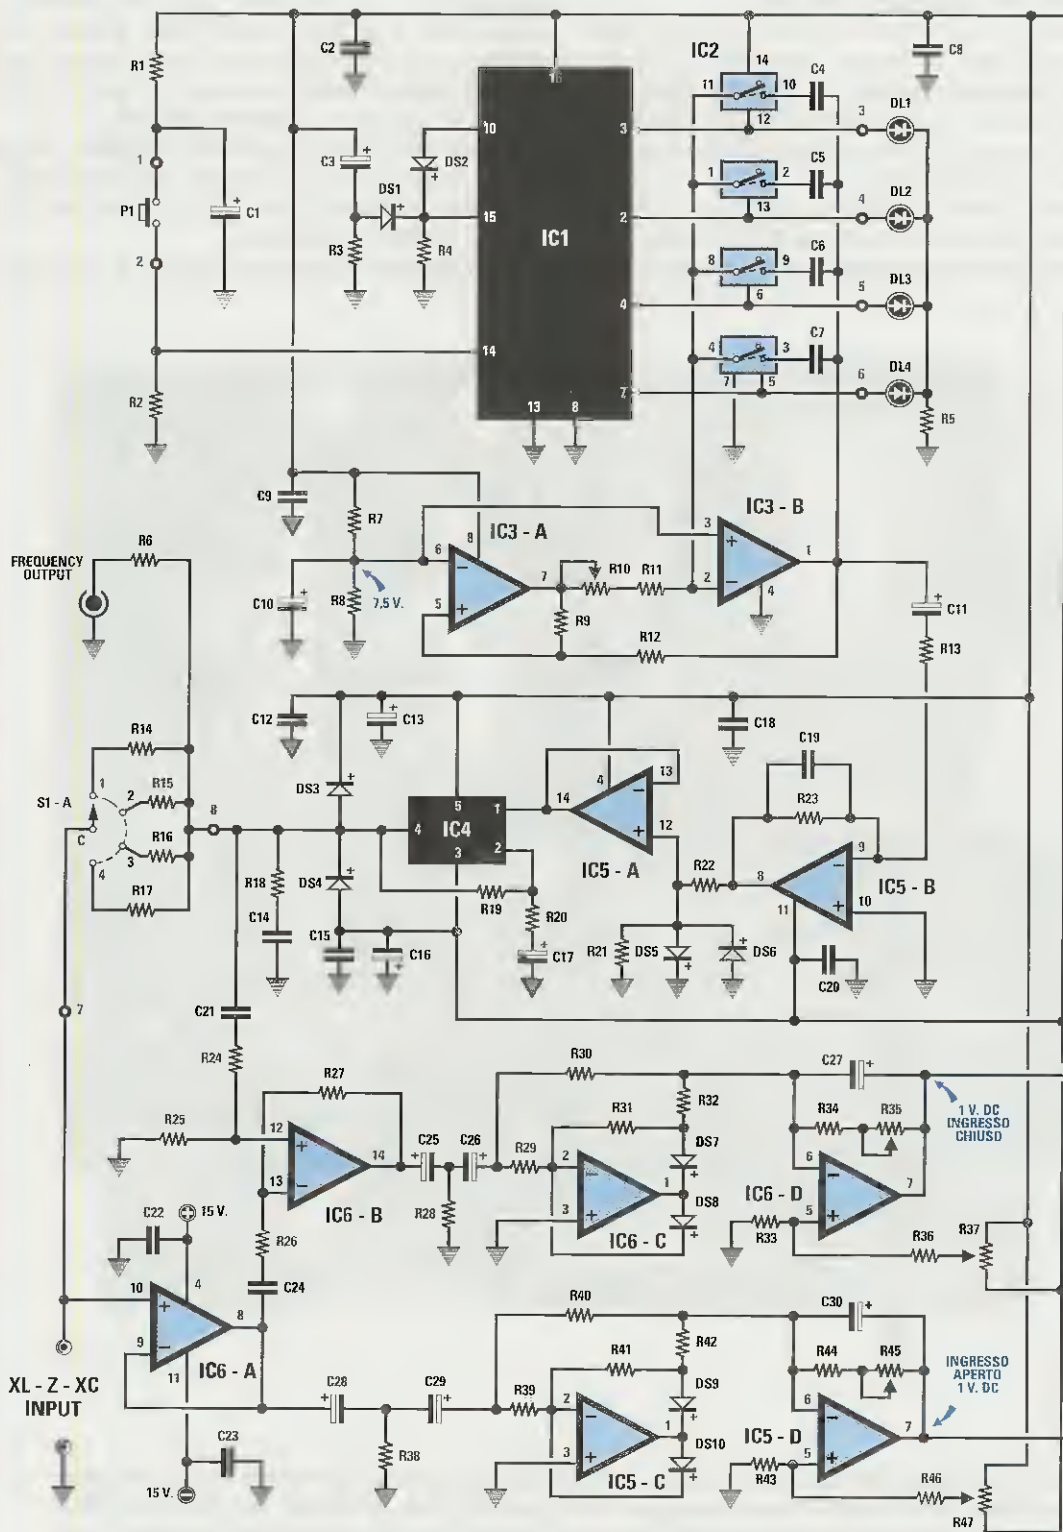 C2
C8
R1
IC2
14
C4
11
10
12
16
3
3
DL1
10
1
C3
+
DS2
+
C5
1
2
13
4
DL2
DS1
+
P1
C1
+
15
2
IC1
R3
R4
2
C6
8
9
6
5
DL3
4
C7
4
3
7
5
6
DL4
14
7
R2
13
8
R5
C9
R7
IC3 - B
IC3 - A
R6
FREQUENCY
OUTPUT
8
3
+
1
6
−
7
R10
R11
2
−
4
C10
+
R8
7,5 V.
5
+
R9
C11
+
R12
R13
C12
C13
+
C18
R14
C19
S1 - A
1
2
R15
8
DS3
+
4
5
IC4
1
14
4
−
13
R23
C
R16
3
2
+
12
R22
9
−
4
R17
R18
DS4
+
R19
IC5 - A
8
IC5 - B
11
+
10
C14
R20
C15
C16
+
C17
+
R21
DS5
+
DS6
+
C20
7
C21
R24
R30
C27
+
R27
R32
1 V. DC
INGRESSO
CHIUSO
R25
12
+
R31
R34
R35
14
C25
+
C26
+
R29
DS7
+
13
−
2
−
1
6
−
7
IC6 - B
R28
DS8
+
IC6 - D
C22
15 V.
R26
3
+
IC6 - C
5
+
R33
R36
R37
C24
4
10
+
8
R40
C30
+
9
−
11
IC6 - A
R42
R41
R44
R45
INGRESSO
APERTO
1 V. DC
XL - Z - XC
INPUT
C28
+
C29
+
R39
DS9
+
2
−
1
6
−
7
C23
R38
DS10
+
IC5 - D
3
+
5
+
15 V.
IC5 - C
R43
R46
R47